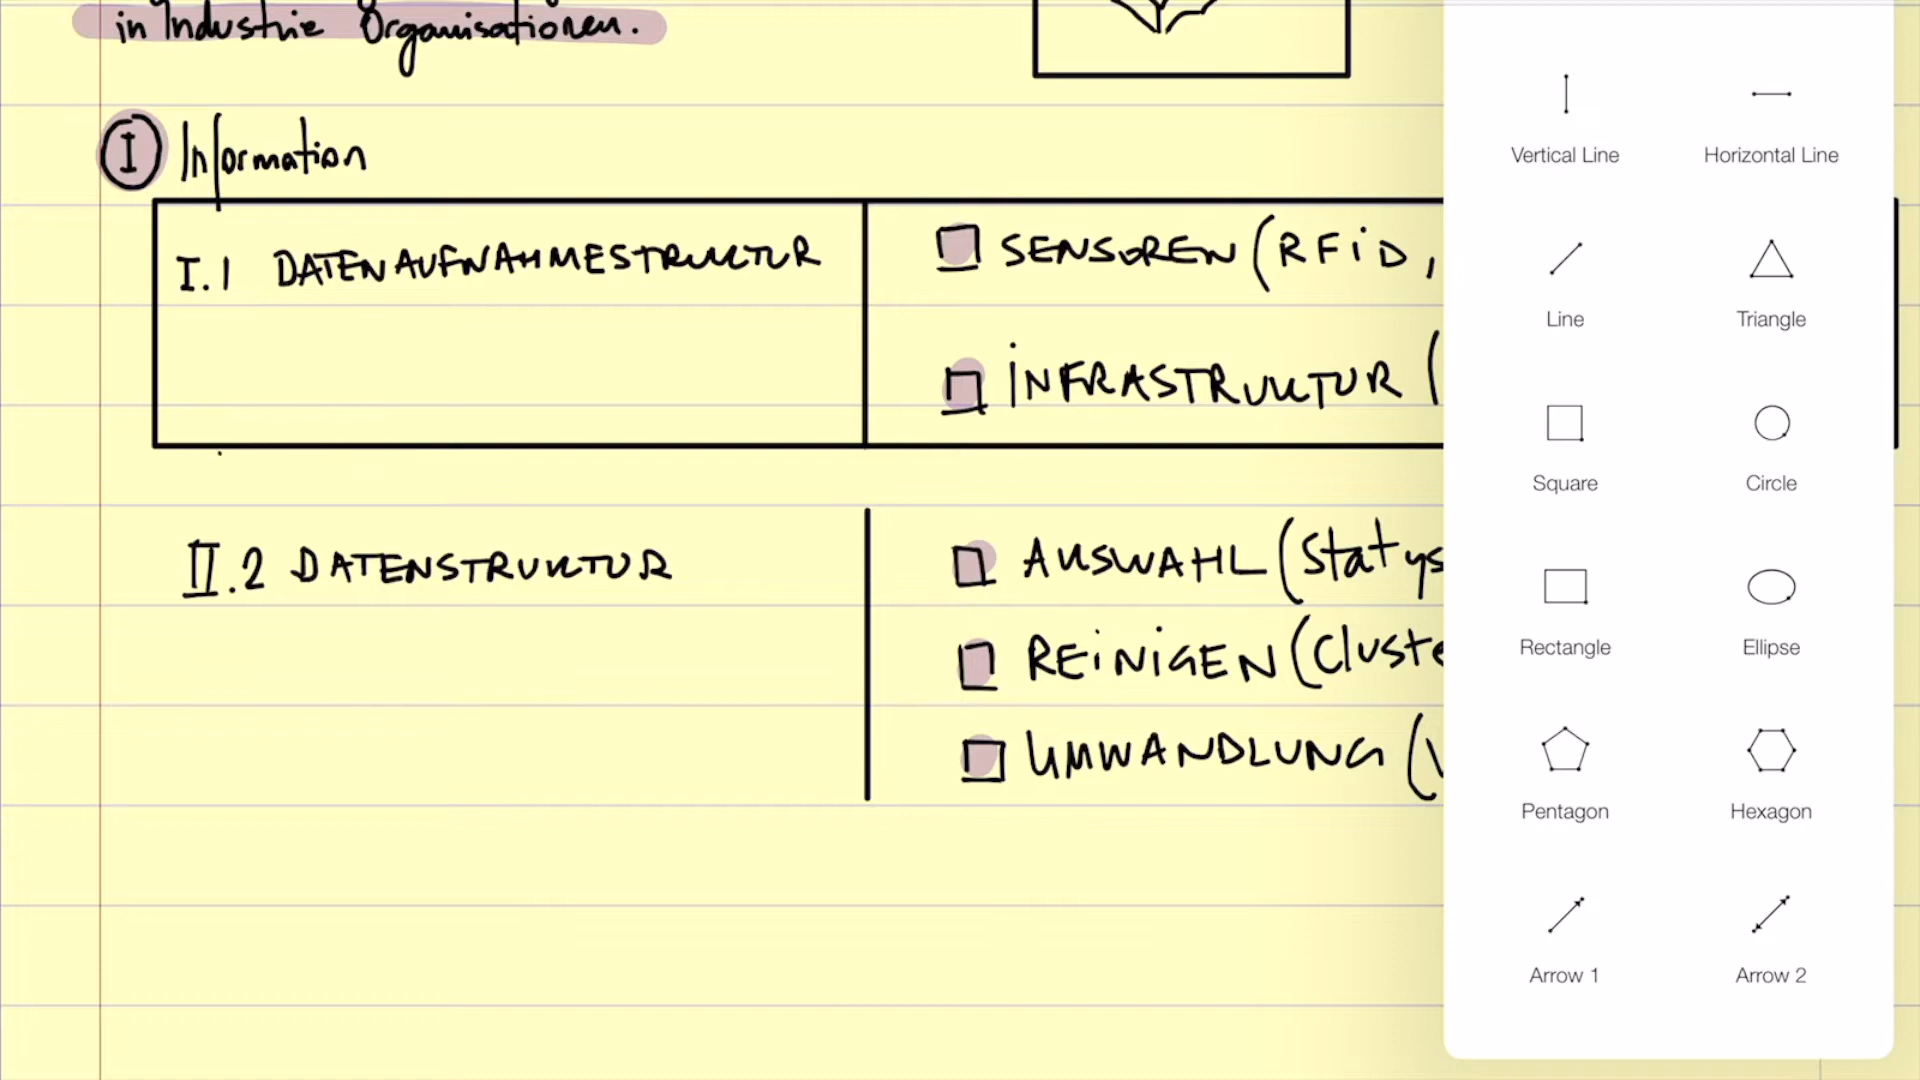 in Industrie Organisationen.
I Information
I.1 DATENAUFNAHMESTRUKTUR
SENSOREN (RFiD,
iNFRASTRUKTUR (
II.2 DATENSTRUKTUR
AUSWAHL (Statys
REiNiGEN (Cluste
UMWANDLUNG (
Vertical Line
Horizontal Line
Line
Triangle
Square
Circle
Rectangle
Ellipse
Pentagon
Hexagon
Arrow 1
Arrow 2